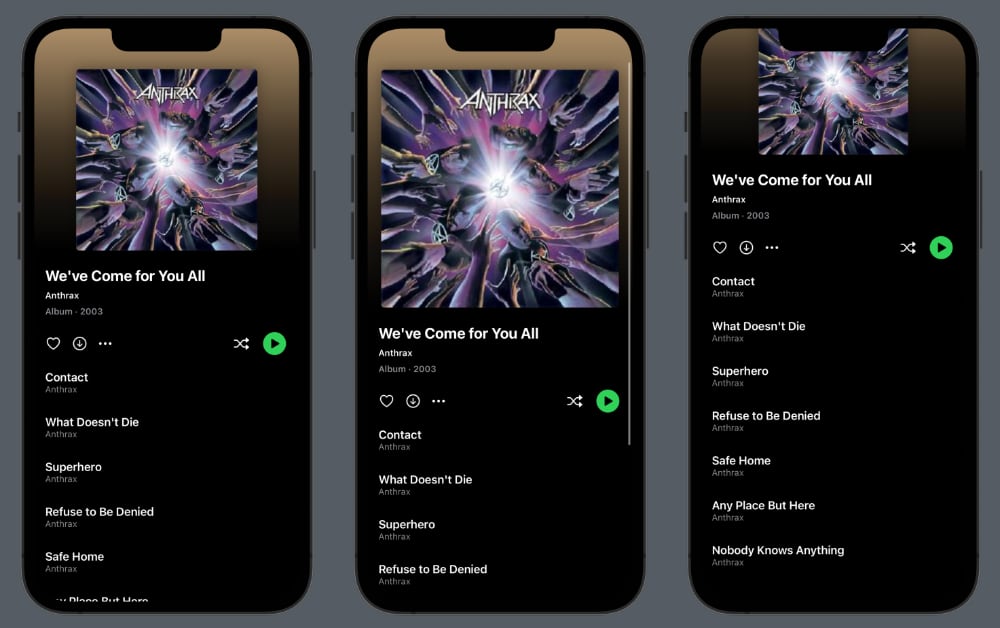 ANTHRAX
We've Come for You All
Anthrax
Album · 2003
Contact
Anthrax
What Doesn't Die
Anthrax
Superhero
Anthrax
Refuse to Be Denied
Anthrax
Safe Home
Anthrax
y Place But Here
ANTHRAX
We've Come for You All
Anthrax
Album · 2003
Contact
Anthrax
What Doesn't Die
Anthrax
Superhero
Anthrax
Refuse to Be Denied
Anthrax
We've Come for You All
Anthrax
Album · 2003
Contact
Anthrax
What Doesn't Die
Anthrax
Superhero
Anthrax
Refuse to Be Denied
Anthrax
Safe Home
Anthrax
Any Place But Here
Anthrax
Nobody Knows Anything
Anthrax